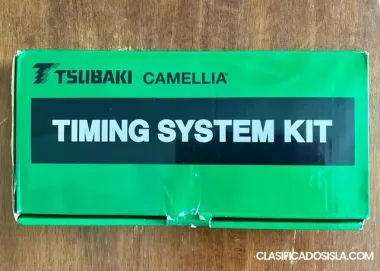 TSUBAKI CAMELLIA®
TIMING SYSTEM KIT
CLASIFICADOSISLA.COM